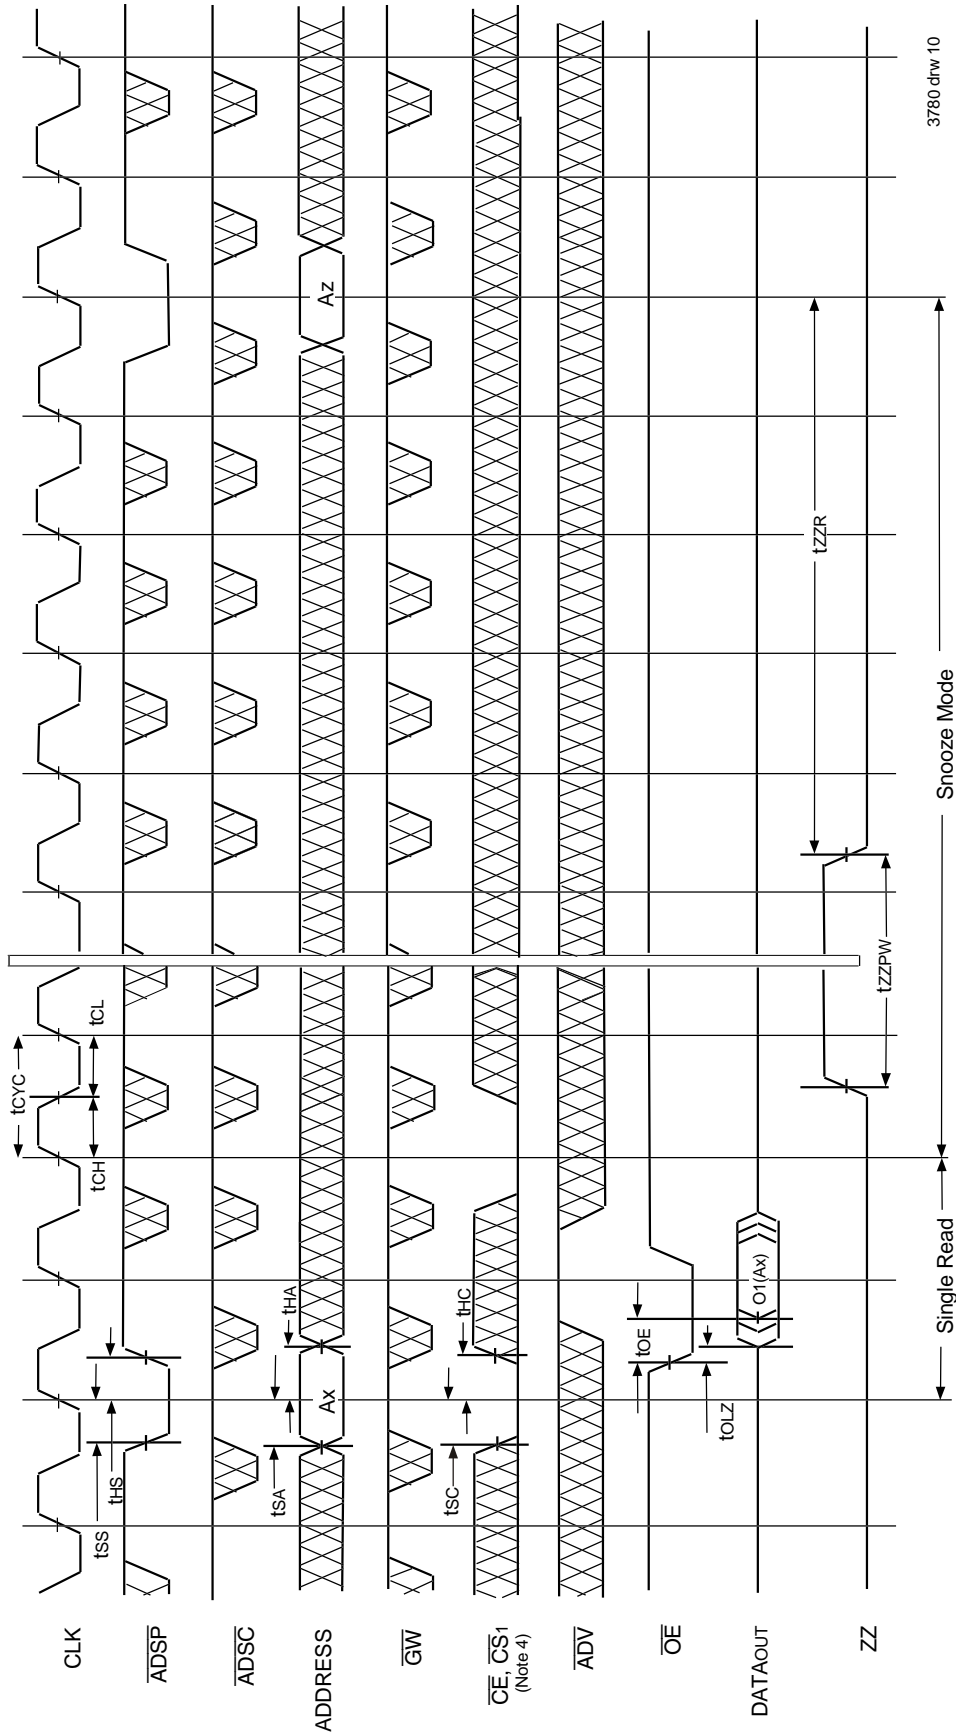 tCYC
tSS
tHS
tCH
tCL
CLK
ADSP
ADSC
tSA
tHA
ADDRESS
Ax
Az
GW
tSC
tHC
CE, CS1
(Note 4)
ADV
tOE
OE
tOLZ
DATAOUT
O1(Ax)
tZZR
ZZ
tZZPW
Single Read
Snooze Mode
3780 drw 10